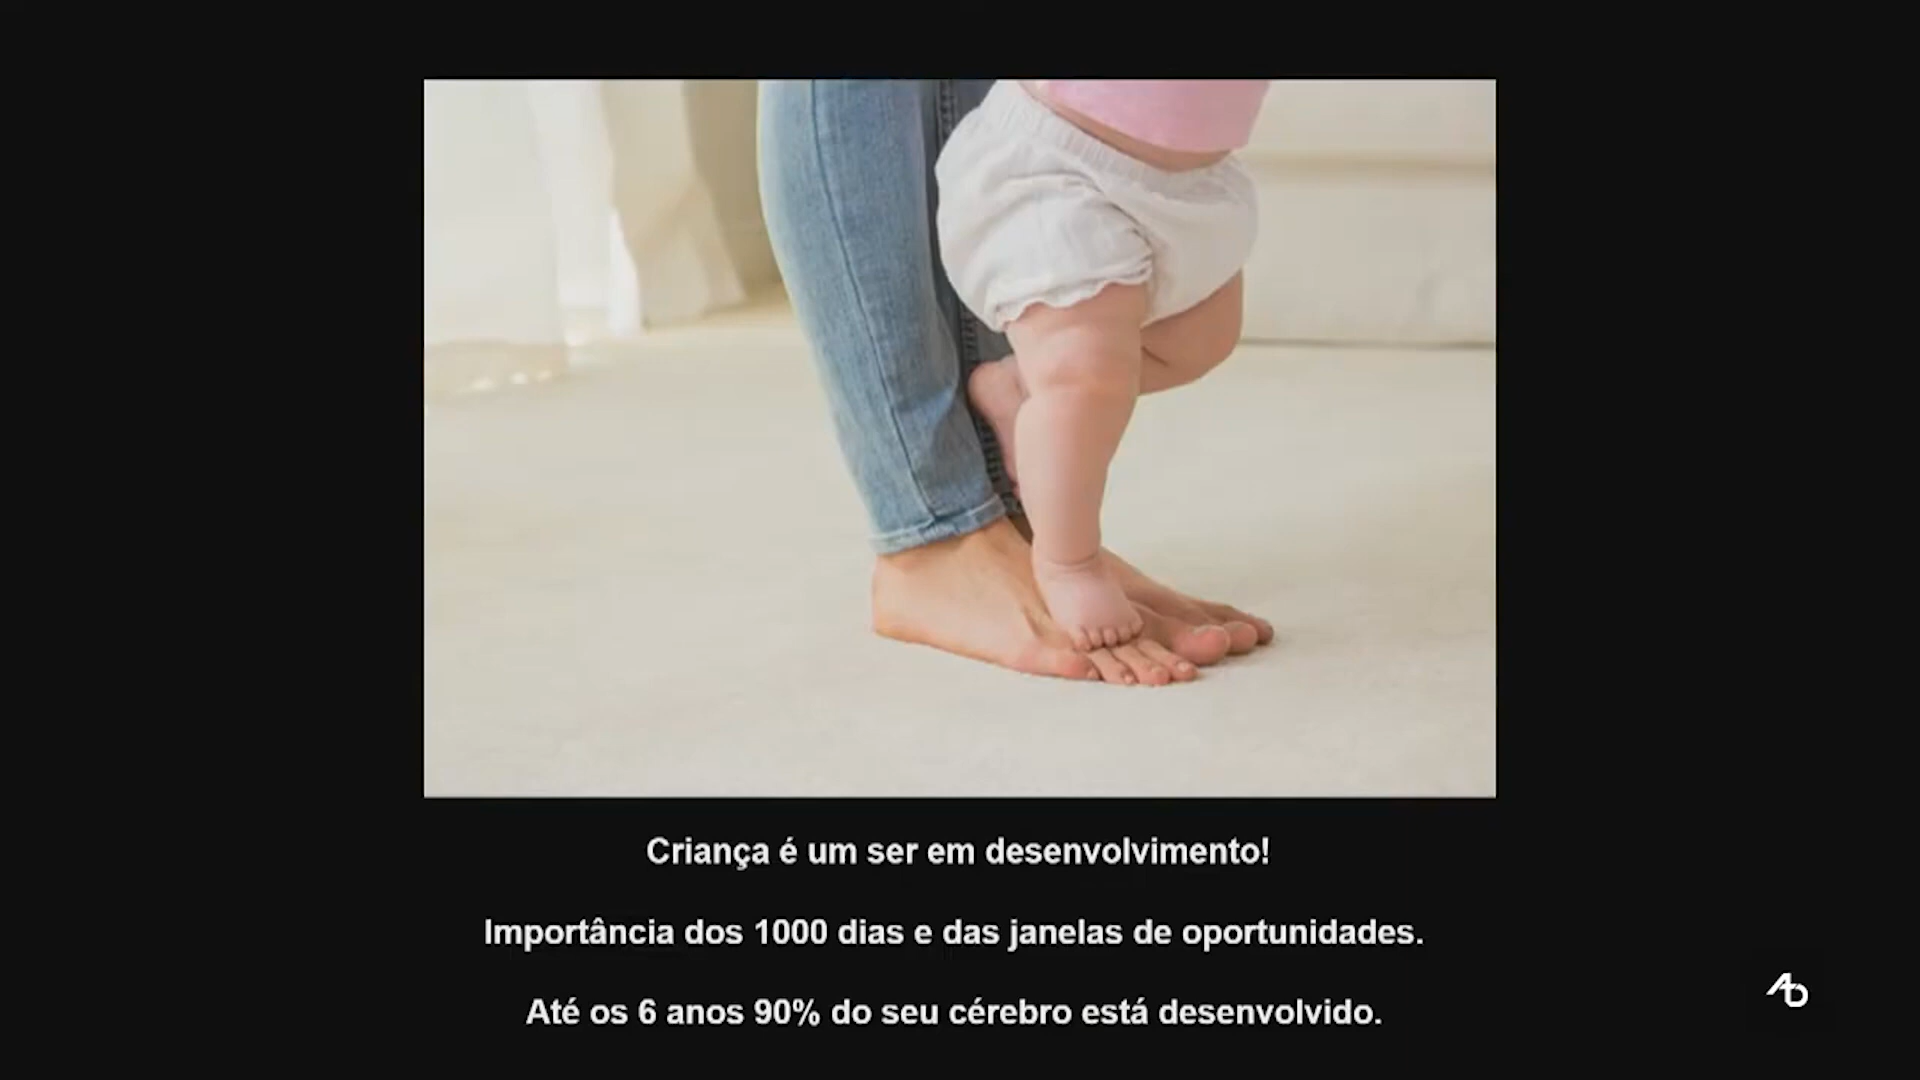 Criança é um ser em desenvolvimento!
Importância dos 1000 dias e das janelas de oportunidades.
Até os 6 anos 90% do seu cérebro está desenvolvido.